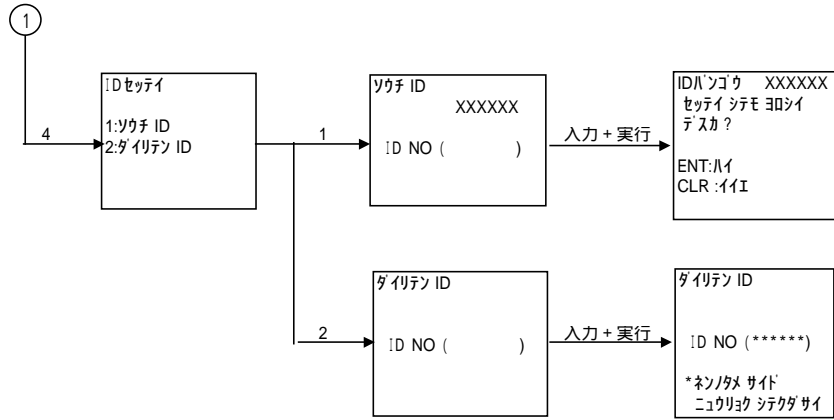 1
4
IDセッテイ
1:ソウチ ID
2:ダイリテン ID
1
ソウチ ID
XXXXXX
ID NO (          )
入力 + 実行
IDバンゴウ   XXXXXX
セッテイ シテモ ヨロシイ
デスカ ?
ENT:ハイ
CLR :イイエ
2
ダイリテン ID
ID NO (          )
入力 + 実行
ダイリテン ID
ID NO (******)
*ネンノタメ サイド
ニュウリョク シテクダサイ